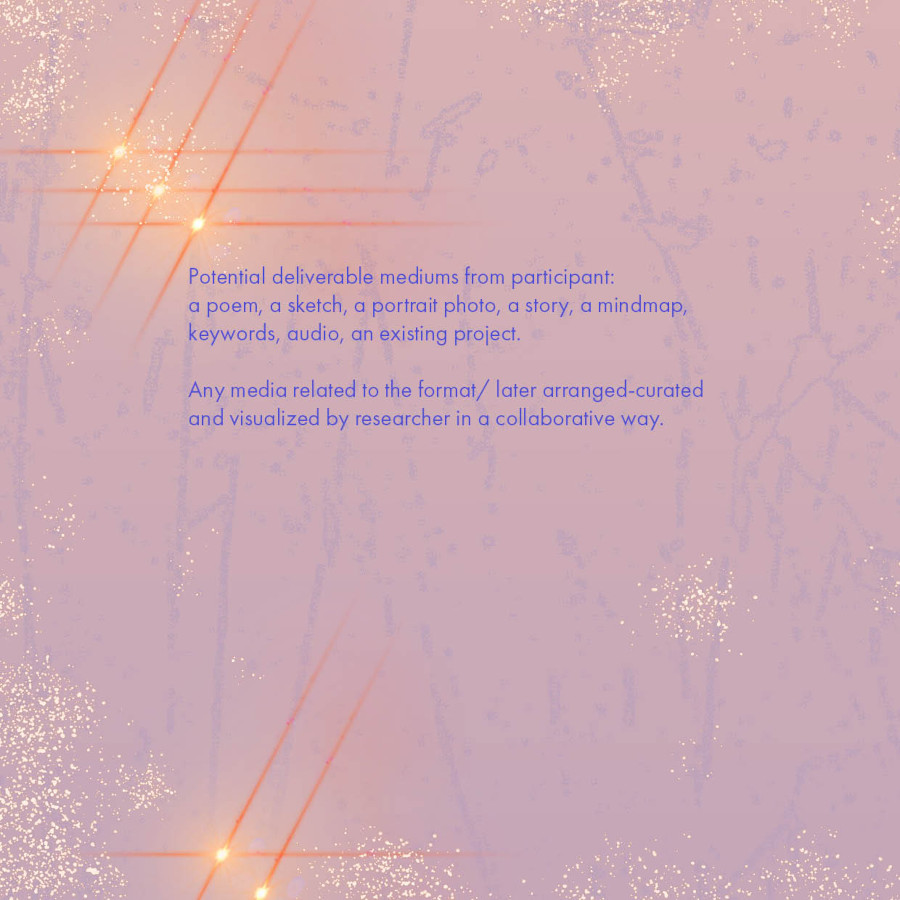 Potential deliverable mediums from participant:
a poem, a sketch, a portrait photo, a story, a mindmap,
keywords, audio, an existing project.
Any media related to the format/ later arranged-curated
and visualized by researcher in a collaborative way.